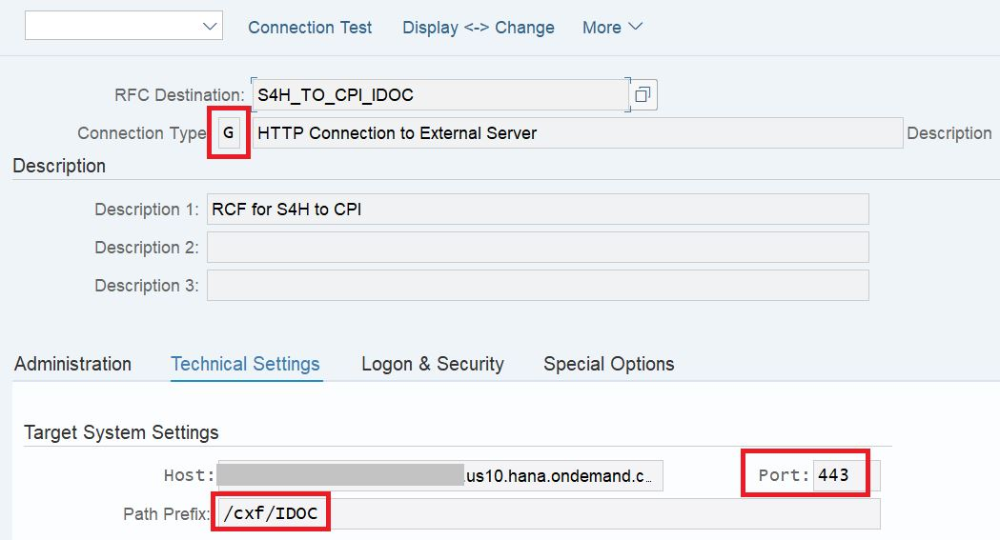 Connection Test Display <-> Change More
RFC Destination: S4H_TO_CPI_IDOC
Connection Type G HTTP Connection to External Server Description
Description
Description 1: RCF for S4H to CPI
Description 2:
Description 3:
Administration Technical Settings Logon & Security Special Options
Target System Settings
Host: .us10.hana.ondemand.c... Port: 443
Path Prefix: /cxf/IDOC